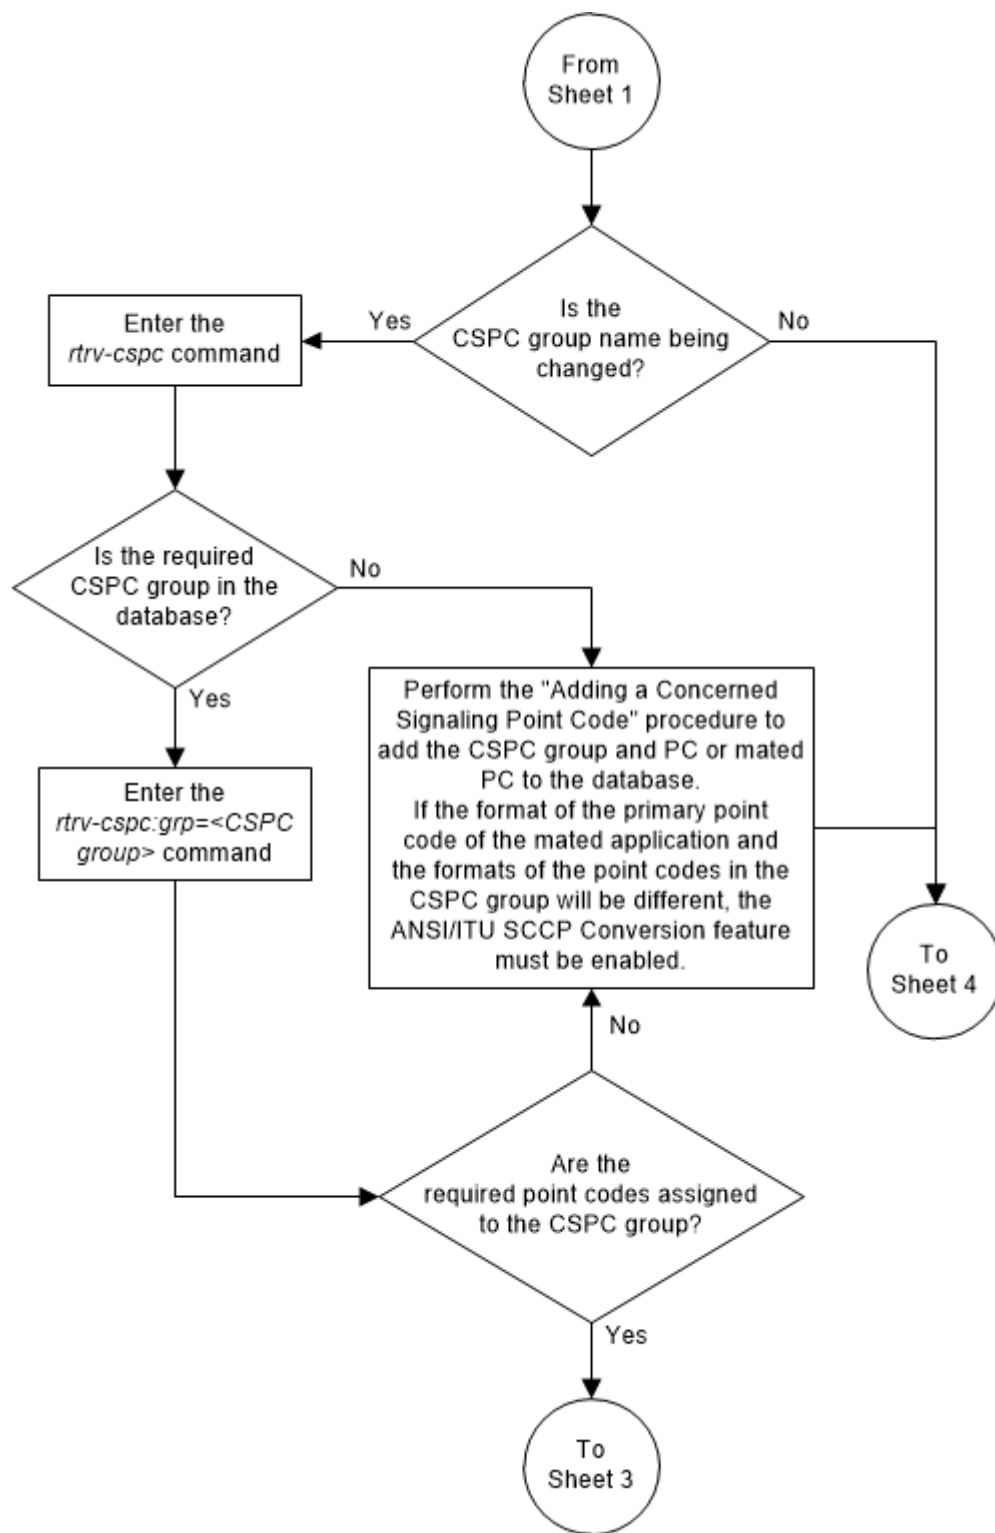 From
Sheet 1
Is the
CSPC group name being
changed?
Yes
No
Enter the
rtrv-cspc command
Is the required
CSPC group in the
database?
No
Yes
Perform the "Adding a Concerned
Signaling Point Code" procedure to
add the CSPC group and PC or mated
PC to the database.
If the format of the primary point
code of the mated application and
the formats of the point codes in the
CSPC group will be different, the
ANSI/ITU SCCP Conversion feature
must be enabled.
Enter the
rtrv-cspc:grp=<CSPC
group> command
To
Sheet 4
No
Are the
required point codes assigned
to the CSPC group?
Yes
To
Sheet 3